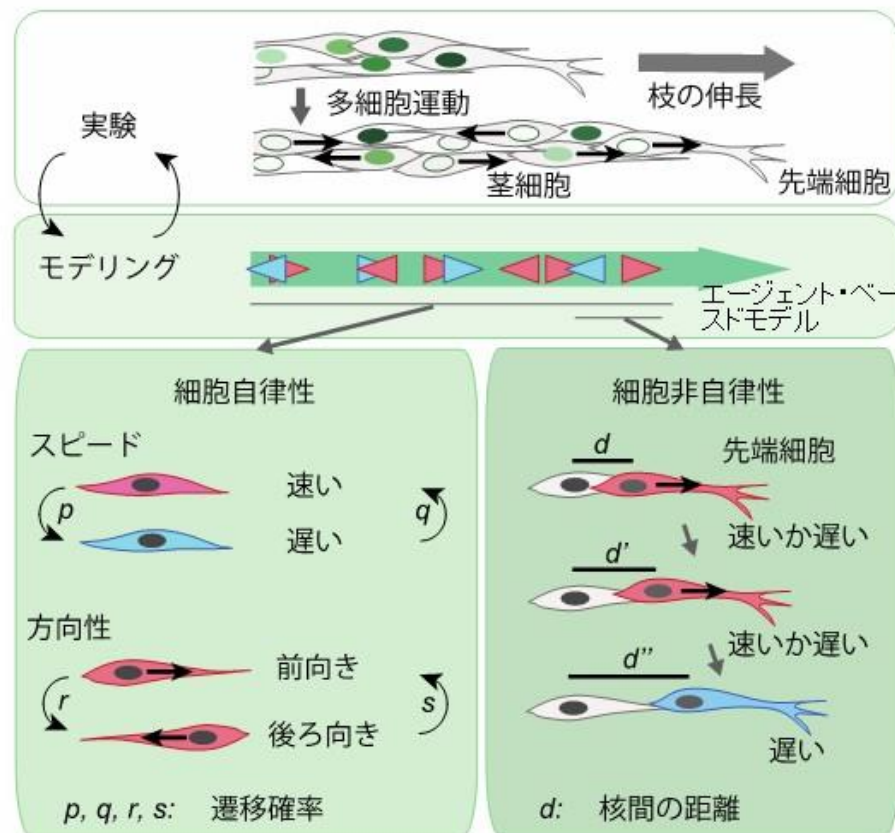 実験
多細胞運動
枝の伸長
茎細胞
先端細胞
モデリング
エージェント・ベー
スドモデル
細胞自律性
スピード
p
速い
q
遅い
方向性
r
前向き
s
後ろ向き
p, q, r, s: 遷移確率
細胞非自律性
d
先端細胞
速いか遅い
d'
速いか遅い
d''
遅い
d: 核間の距離